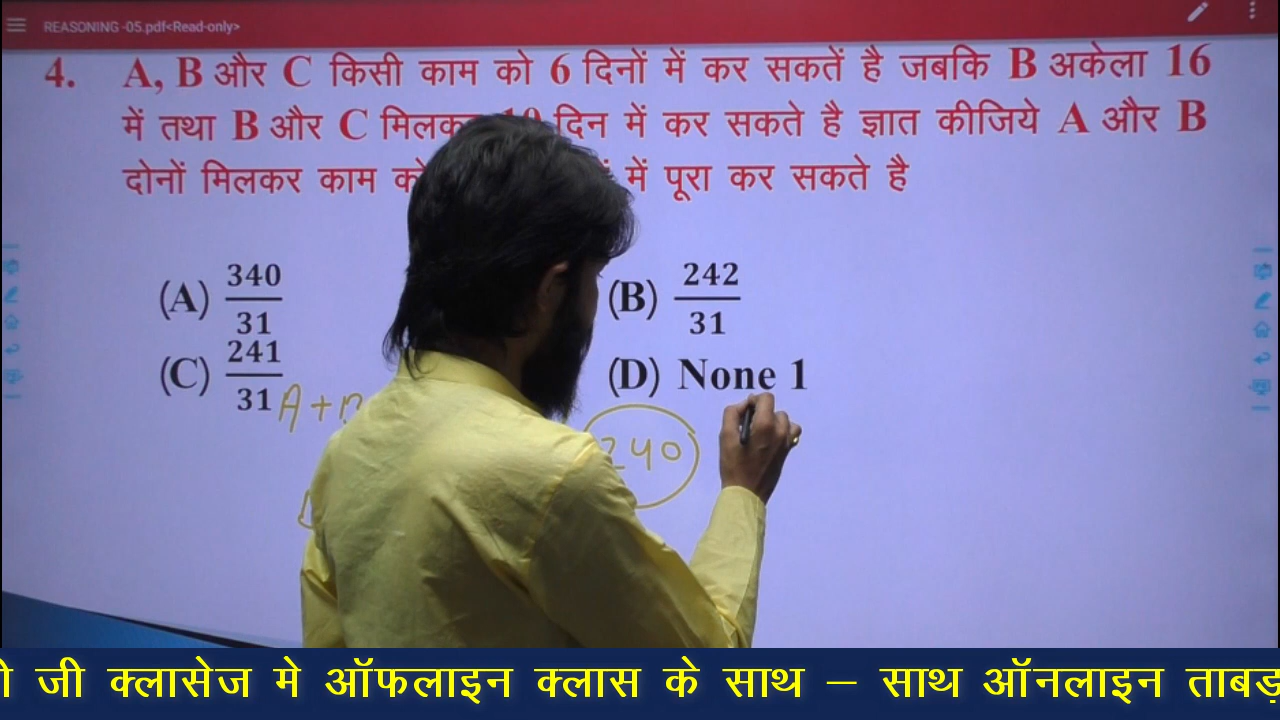 REASONING -05.pdf<Read-only>
4. A, B और C किसी काम को 6 दिनों में कर सकतें है जबकि B अकेला 16
में तथा B और C मिलकर 10 दिन में कर सकते है ज्ञात कीजिये A और B
दोनों मिलकर काम को में पूरा कर सकते है
(A) 340/31 (B) 242/31
(C) 241/31 (D) None 1
A +
240
जी क्लासेज मे ऑफलाइन क्लास के साथ – साथ ऑनलाइन ताबड़